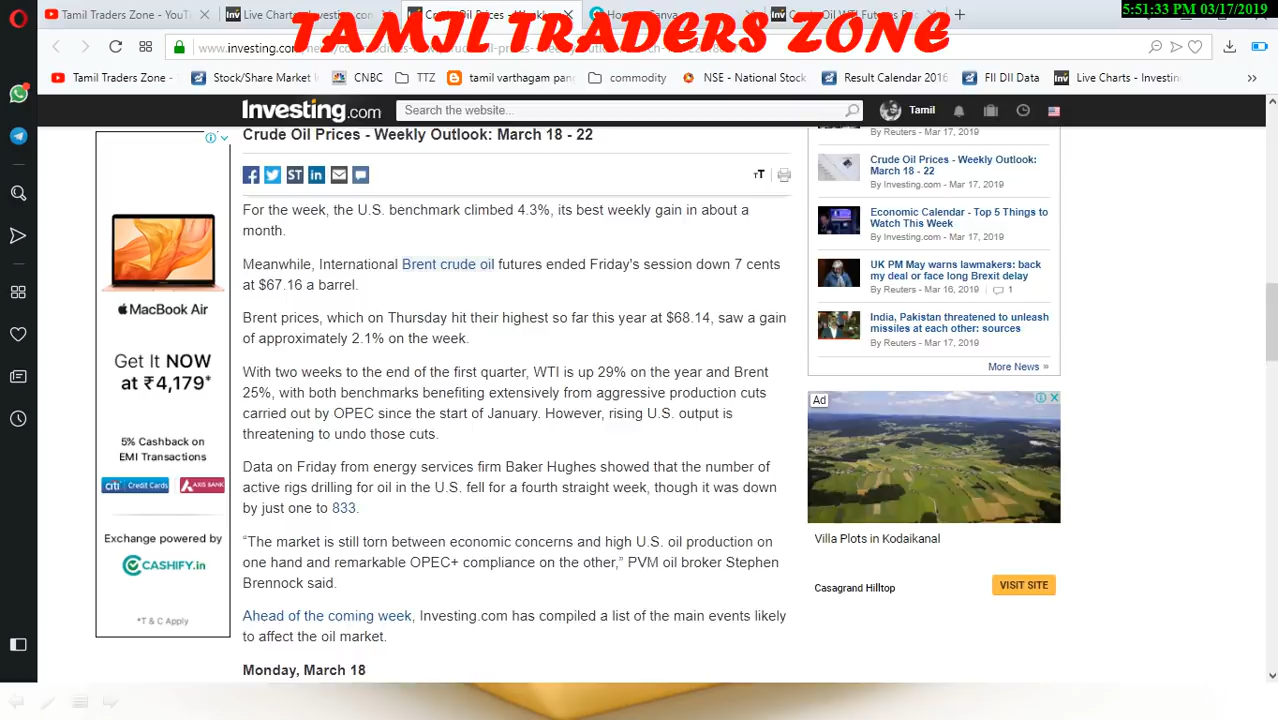 Tamil Traders Zone - YouT
Live Charts
Investing.com
5:51:33 PM 03/17/2019
TAMIL TRADERS ZONE
www.investing.com
Tamil Traders Zone -
Stock/Share Market
CNBC
TTZ
tamil varthagam pan
commodity
NSE - National Stock
Result Calendar 2016
FII DII Data
Live Charts - Investin
»
Investing.com
Search the website...
Tamil
Crude Oil Prices - Weekly Outlook: March 18 - 22
ST
in
тT
For the week, the U.S. benchmark climbed 4.3%, its best weekly gain in about a
month.
Meanwhile, International Brent crude oil futures ended Friday's session down 7 cents
at $67.16 a barrel.
Brent prices, which on Thursday hit their highest so far this year at $68.14, saw a gain
of approximately 2.1% on the week.
With two weeks to the end of the first quarter, WTI is up 29% on the year and Brent
25%, with both benchmarks benefiting extensively from aggressive production cuts
carried out by OPEC since the start of January. However, rising U.S. output is
threatening to undo those cuts.
Data on Friday from energy services firm Baker Hughes showed that the number of
active rigs drilling for oil in the U.S. fell for a fourth straight week, though it was down
by just one to 833.
“The market is still torn between economic concerns and high U.S. oil production on
one hand and remarkable OPEC+ compliance on the other,” PVM oil broker Stephen
Brennock said.
Ahead of the coming week, Investing.com has compiled a list of the main events likely
to affect the oil market.
Monday, March 18
MacBook Air
Get It NOW
at ₹4,179*
5% Cashback on
EMI Transactions
citi Credit Cards
AXIS BANK
Exchange powered by
CASHIFY.in
*T & C Apply
By Reuters - Mar 17, 2019
Crude Oil Prices - Weekly Outlook:
March 18 - 22
By Investing.com - Mar 17, 2019
Economic Calendar - Top 5 Things to
Watch This Week
By Investing.com - Mar 17, 2019
UK PM May warns lawmakers: back
my deal or face long Brexit delay
By Reuters - Mar 16, 2019
1
India, Pakistan threatened to unleash
missiles at each other: sources
By Reuters - Mar 17, 2019
More News »
Ad
Villa Plots in Kodaikanal
Casagrand Hilltop
VISIT SITE